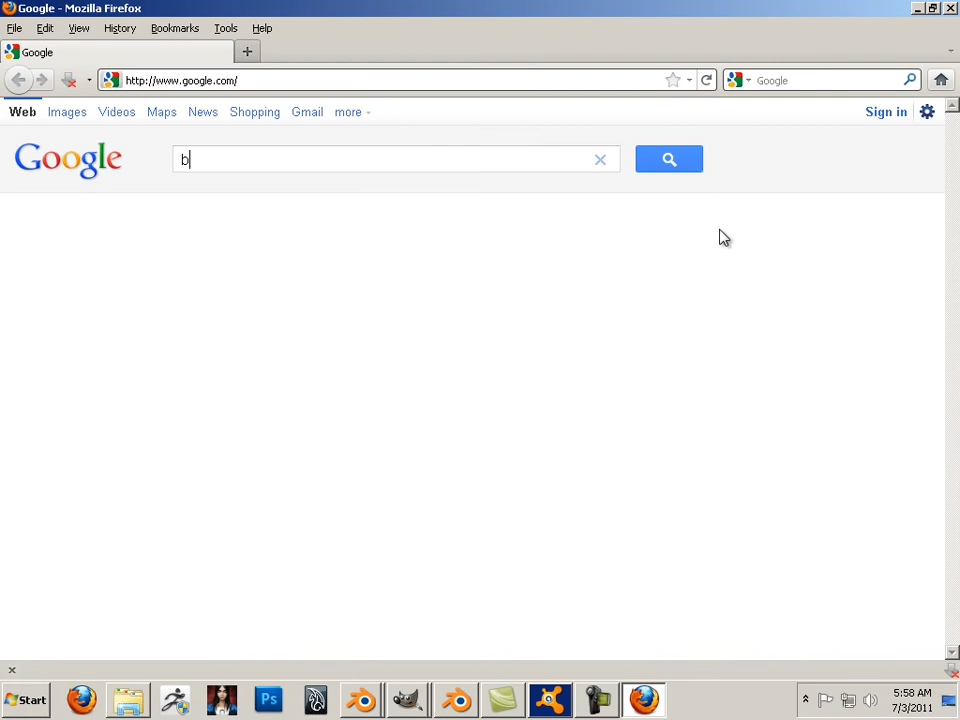 Google - Mozilla Firefox
File Edit View History Bookmarks Tools Help
Google
http://www.google.com/ Google
Web Images Videos Maps News Shopping Gmail more Sign in
Google b
Start Ps 5:58 AM
7/3/2011